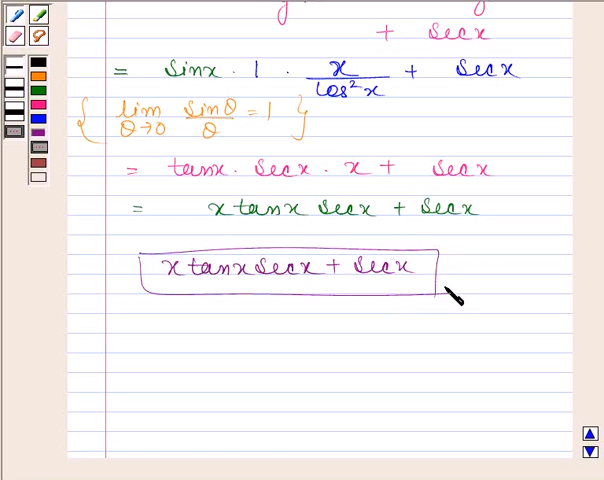 y y
+ secx
= sinx · 1 · x/cos²x + secx
{ lim θ→0 sinθ/θ = 1 }
= tanx · secx · x + secx
= x tanx secx + secx
x tanx secx + secx